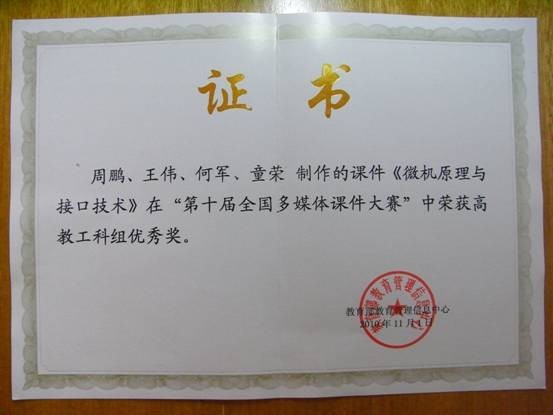 证 书
周鹏、王伟、何军、童荣 制作的课件《微机原理与
接口技术》在“第十届全国多媒体课件大赛”中荣获高
教工科组优秀奖。
教育部教育管理信息中心
2010年11月1日